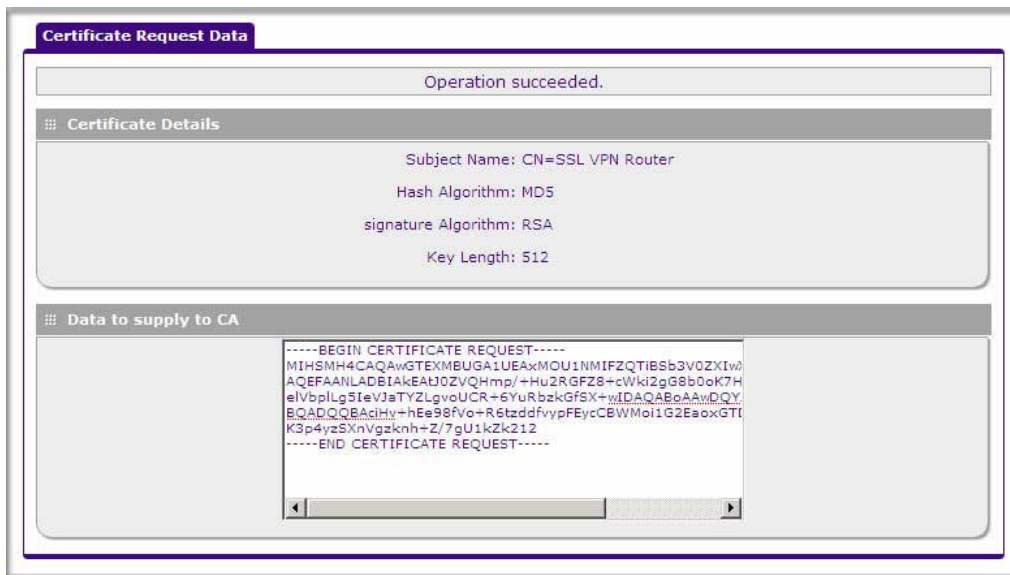 Certificate Request Data
Operation succeeded.
Certificate Details
Subject Name: CN=SSL VPN Router
Hash Algorithm: MD5
signature Algorithm: RSA
Key Length: 512
Data to supply to CA
-----BEGIN CERTIFICATE REQUEST-----
MIHSMH4CAQAwGTEXMBUGA1UEAxMOU1NMIFZQTiBSb3V0ZXIw
AQEFAANLADBIAkEAtJ0ZVQHmp/+Hu2RGFZ8+cWki2gG8b0oK7H
elVbplLg5IeVJaTYZLgvoUCR+6YuRbzkGfSX+wIDAQABoAAwDQY
BQADQQBAciHv+hEe98fVo+R6tzddfvypFEycCBWMoi1G2EaoxGT
K3p4yzSXnVgzknh+Z/7gU1kZk212
-----END CERTIFICATE REQUEST-----